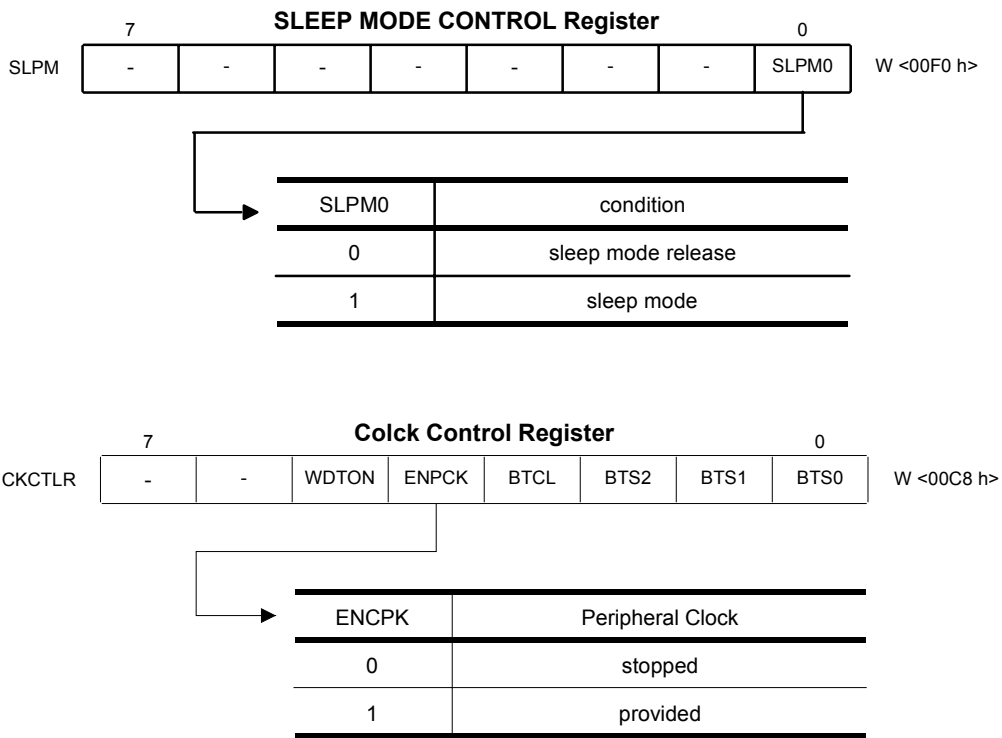 SLEEP MODE CONTROL Register
7 0
SLPM - - - - - - - SLPM0 W <00F0 h>
SLPM0 condition
0 sleep mode release
1 sleep mode
Colck Control Register
7 0
CKCTLR - - WDTON ENPCK BTCL BTS2 BTS1 BTS0 W <00C8 h>
ENCPK Peripheral Clock
0 stopped
1 provided